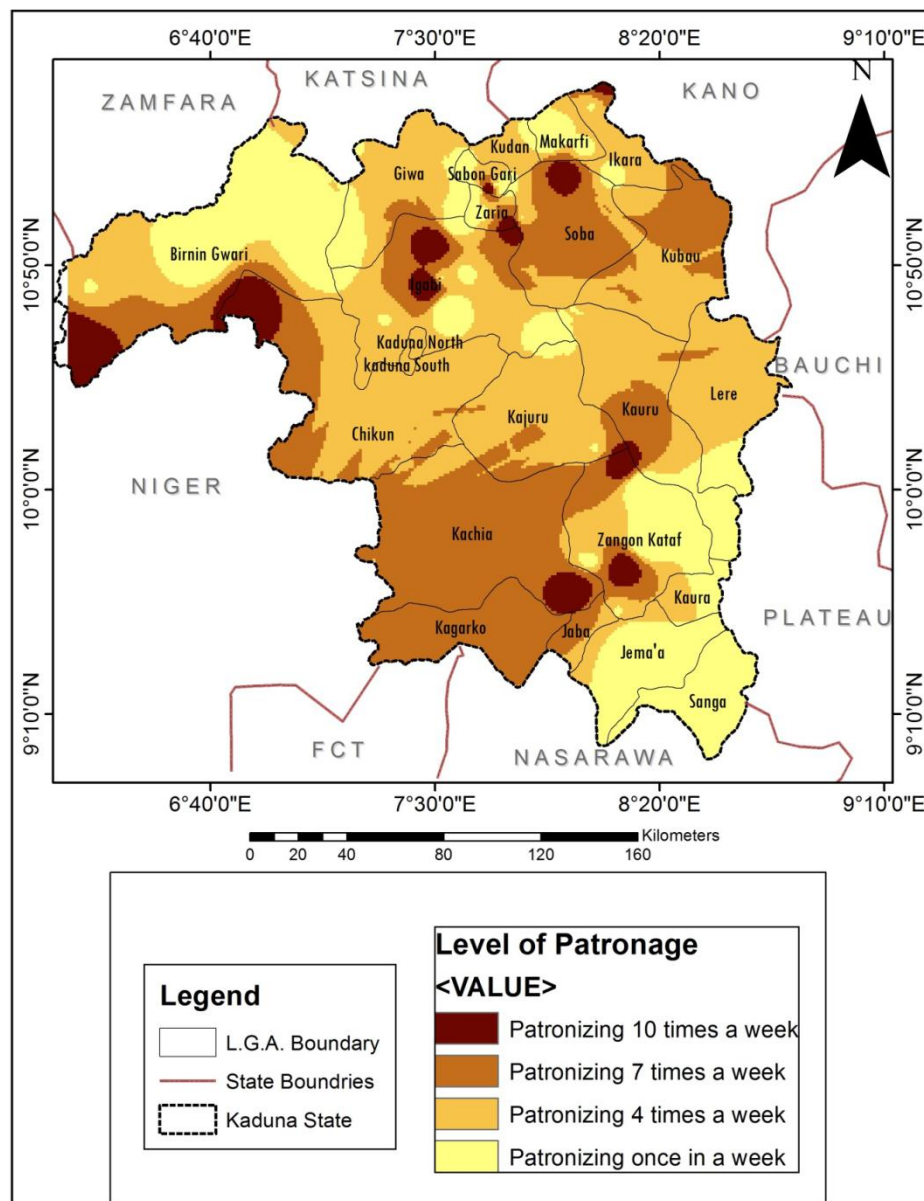 6°40'0"E 7°30'0"E 8°20'0"E 9°10'0"E
KATSINA
ZAMFARA
KANO
N
Makarfi
Kudan
Ikara
Giwa
Sabon Gari
Zaria
Soba
Birnin Gwari
Kubau
10°50'0"N 10°50'0"N
Igabi
Kaduna North
kaduna South
BAUCHI
Lere
Kauru
Kajuru
Chikun
NIGER
10°0'0"N 10°0'0"N
Kachia
Zangon Kataf
Kaura
PLATEAU
Kagarko
Jaba
Jema'a
Sanga
9°10'0"N 9°10'0"N
FCT
NASARAWA
6°40'0"E 7°30'0"E 8°20'0"E 9°10'0"E
Kilometers
0 20 40 80 120 160
Legend
L.G.A. Boundary
State Boundries
Kaduna State
Level of Patronage
<VALUE>
Patronizing 10 times a week
Patronizing 7 times a week
Patronizing 4 times a week
Patronizing once in a week